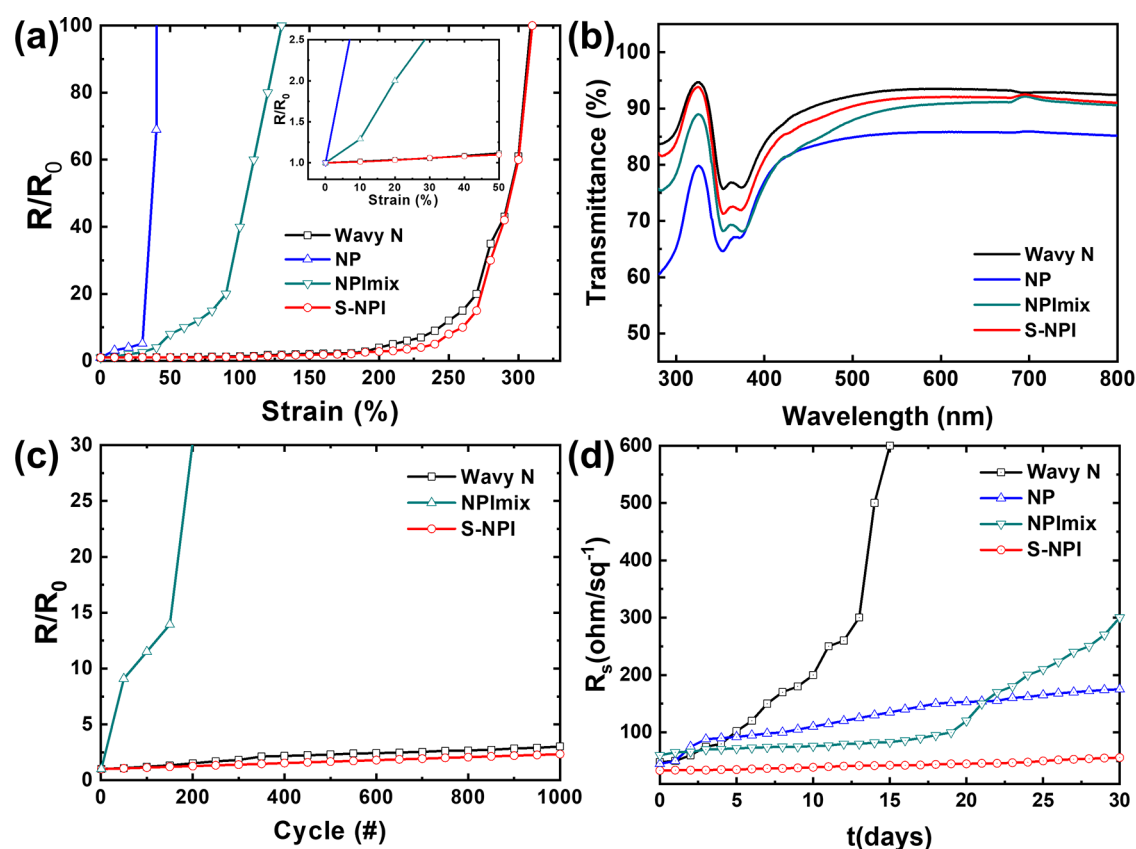 (a)
100
80
60
40
20
0
R/R0
0 50 100 150 200 250 300
Strain (%)
2.5
2.0
1.5
1.0
R/R0
0 10 20 30 40 50
Strain (%)
Wavy N
NP
NPImix
S-NPI
(b)
100
90
80
70
60
50
Transmittance (%)
300 400 500 600 700 800
Wavelength (nm)
Wavy N
NP
NPImix
S-NPI
(c)
30
25
20
15
10
5
0
R/R0
0 200 400 600 800 1000
Cycle (#)
Wavy N
NPImix
S-NPI
(d)
600
500
400
300
200
100
Rs(ohm/sq-1)
0 5 10 15 20 25 30
t(days)
Wavy N
NP
NPImix
S-NPI